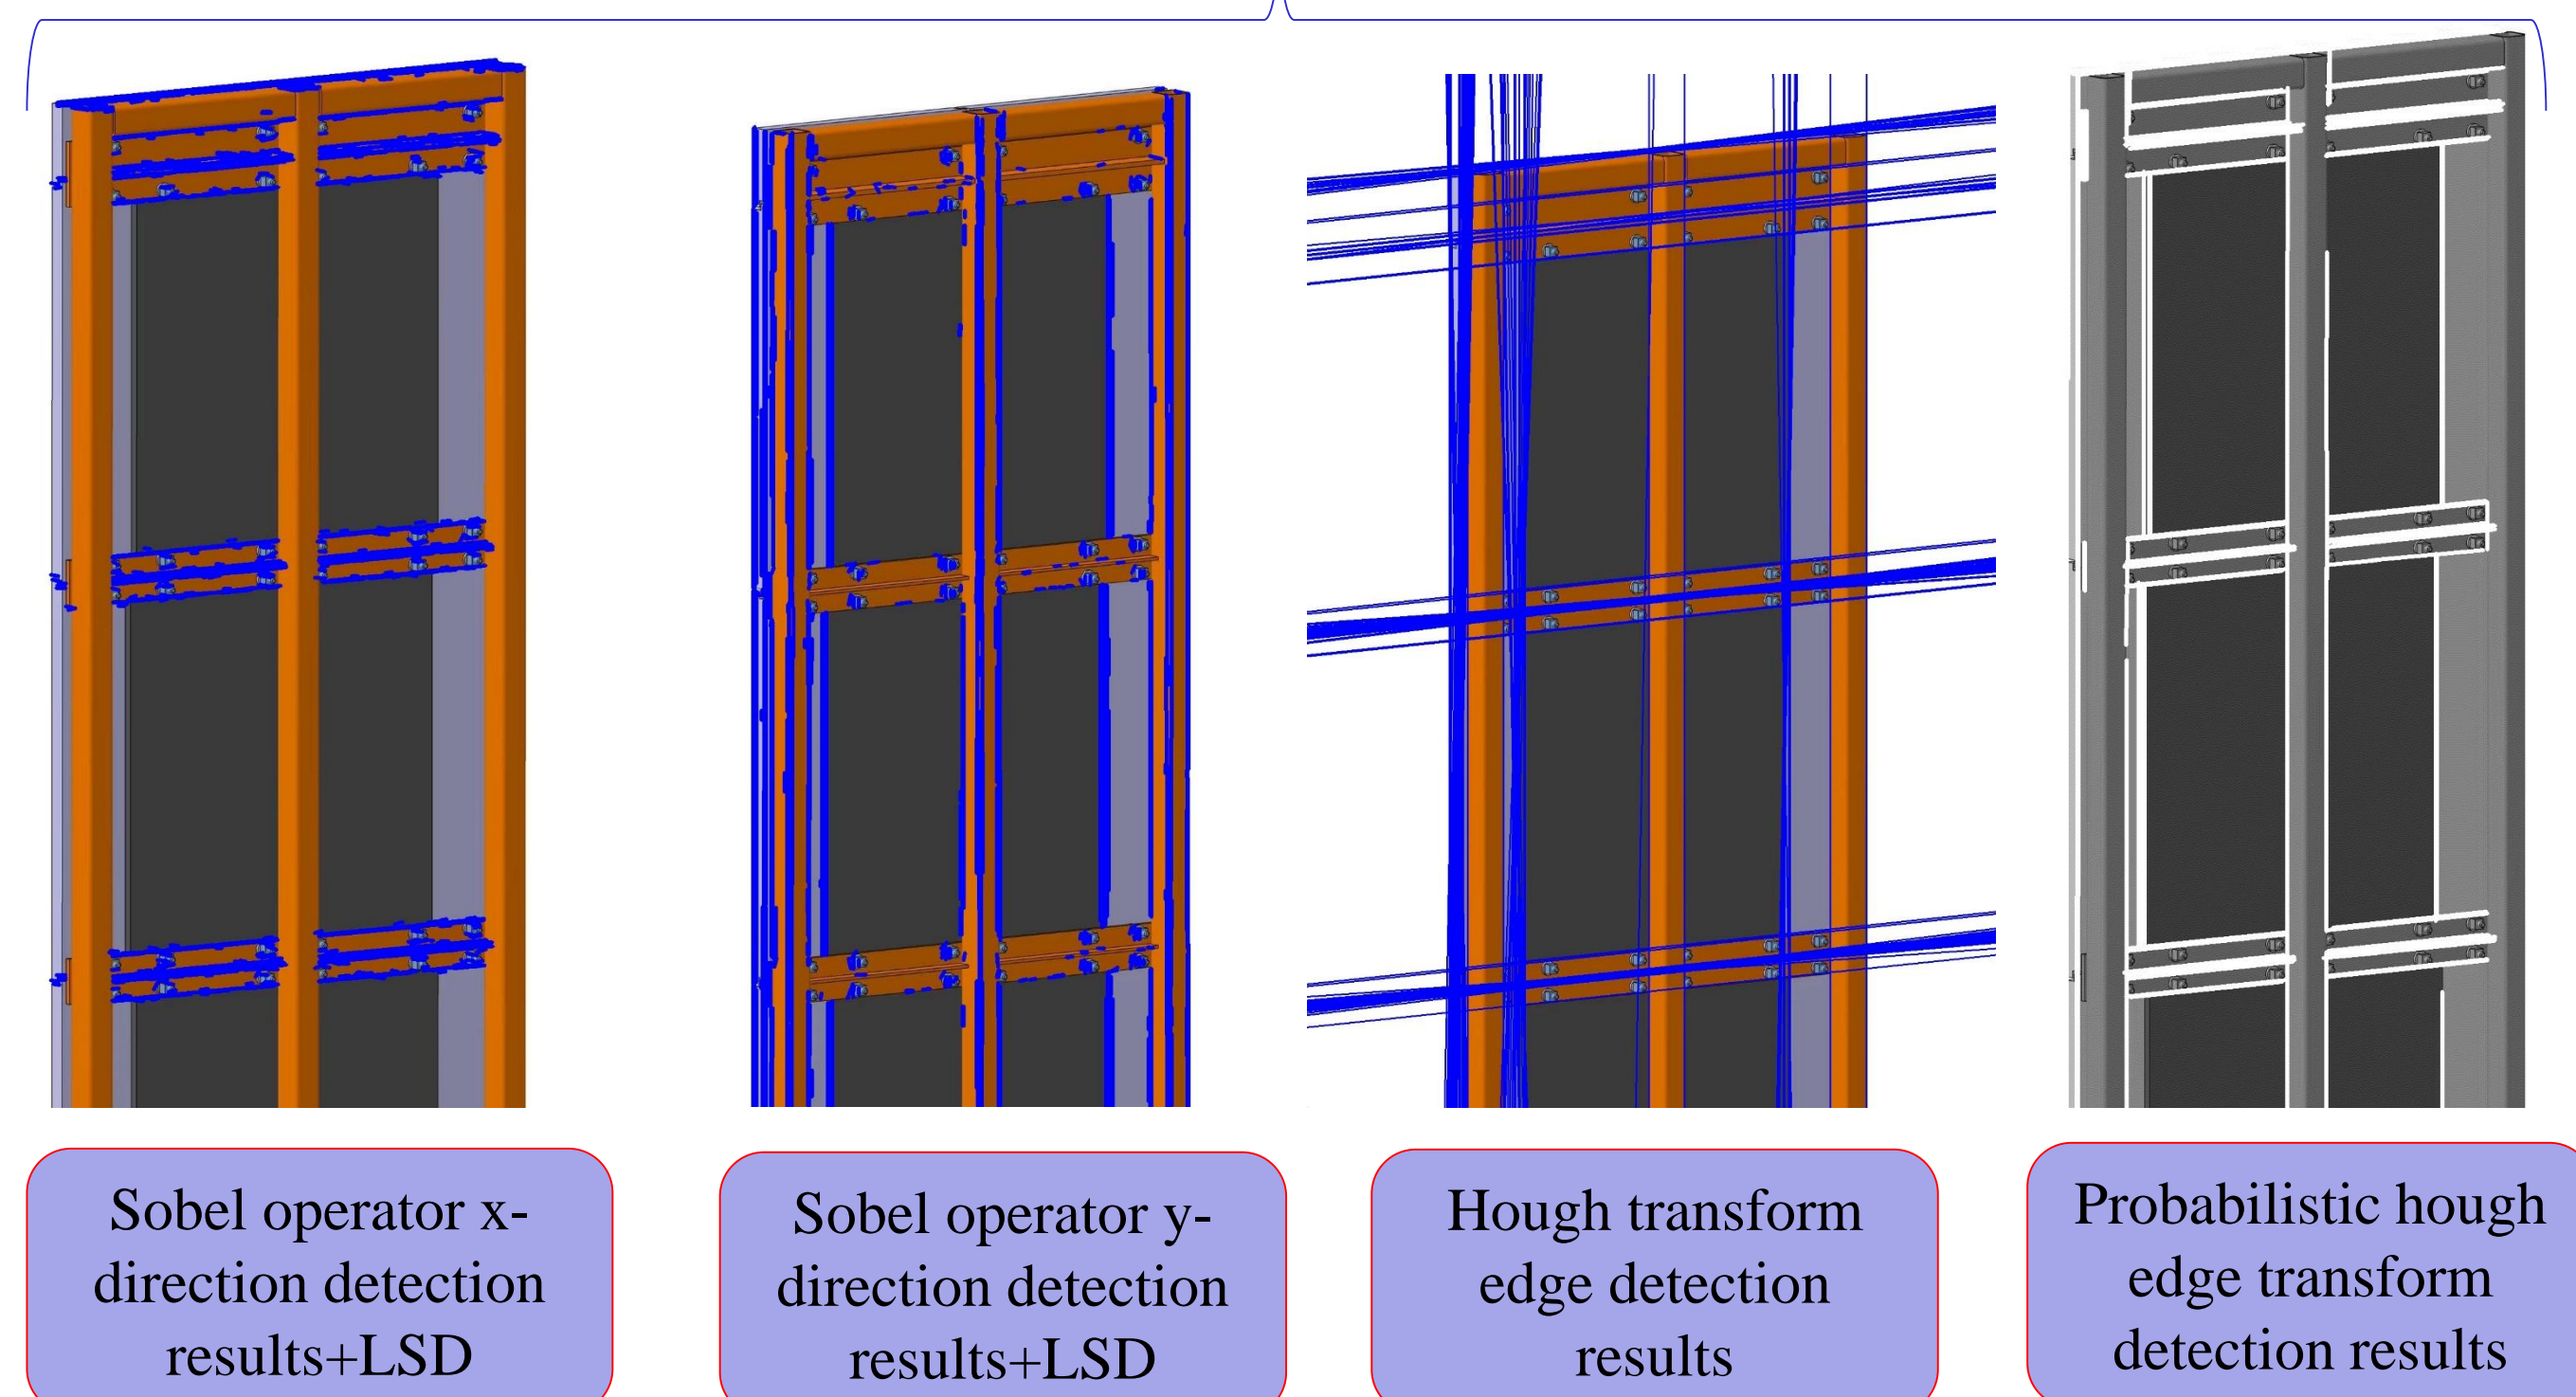 Sobel operator x-
direction detection
results+LSD
Sobel operator y-
direction detection
results+LSD
Hough transform
edge detection
results
Probabilistic hough
edge transform
detection results